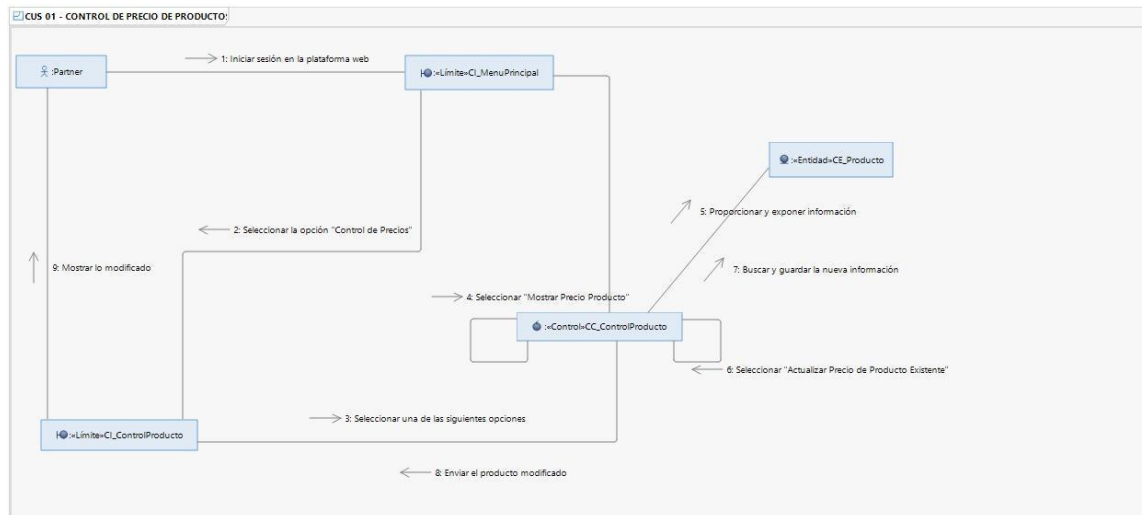 CUS 01 - CONTROL DE PRECIO DE PRODUCTO
1: Iniciar sesión en la plataforma web
:Partner
:«Límite»CI_MenuPrincipal
:«Entidad»CE_Producto
5: Proporcionar y exponer información
2: Seleccionar la opción "Control de Precios"
9: Mostrar lo modificado
7: Buscar y guardar la nueva información
4: Seleccionar "Mostrar Precio Producto"
:«Control»CC_ControlProducto
6: Seleccionar "Actualizar Precio de Producto Existente"
3: Seleccionar una de las siguientes opciones
:«Límite»CI_ControlProducto
8: Enviar el producto modificado